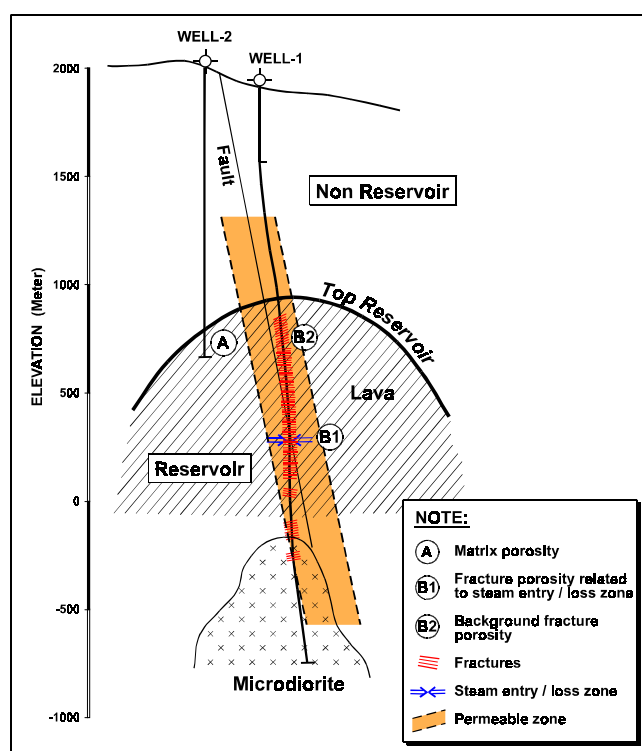 WELL-2
WELL-1
2000
1500
1000
500
0
-500
-1000
ELEVATION (Meter)
Fault
Non Reservoir
Top Reservoir
A
B2
Lava
B1
Reservoir
Microdiorite
NOTE:
A Matrix porosity
B1 Fracture porosity related
to steam entry / loss zone
B2 Background fracture
porosity
Fractures
Steam entry / loss zone
Permeable zone